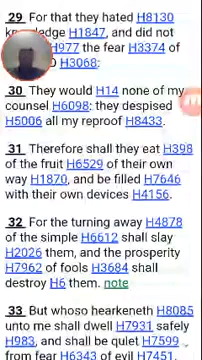 29 For that they hated H8130
ledge H1847, and did not
H977 the fear H3374 of
H3068:
30 They would H14 none of my
counsel H6098: they despised
H5006 all my reproof H8433.
31 Therefore shall they eat H398
of the fruit H6529 of their own
way H1870, and be filled H7646
with their own devices H4156.
32 For the turning away H4878
of the simple H6612 shall slay
H2026 them, and the prosperity
H7962 of fools H3684 shall
destroy H6 them. note
33 But whoso hearkeneth H8085
unto me shall dwell H7931 safely
H983, and shall be quiet H7599
from fear H6343 of evil H7451.